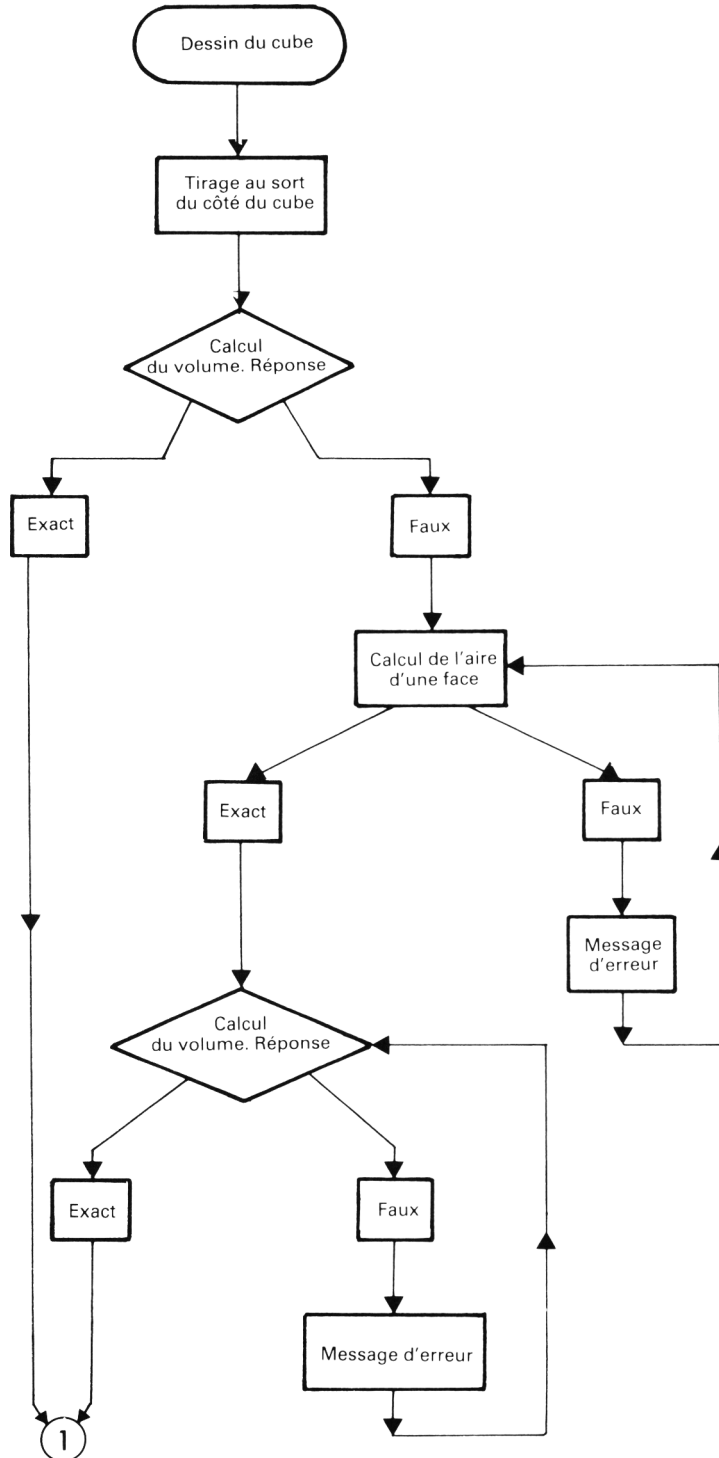 Dessin du cube
Tirage au sort
du côté du cube
Calcul
du volume. Réponse
Exact
Faux
Calcul de l'aire
d'une face
Exact
Faux
Message
d'erreur
Calcul
du volume. Réponse
Exact
Faux
Message d'erreur
1